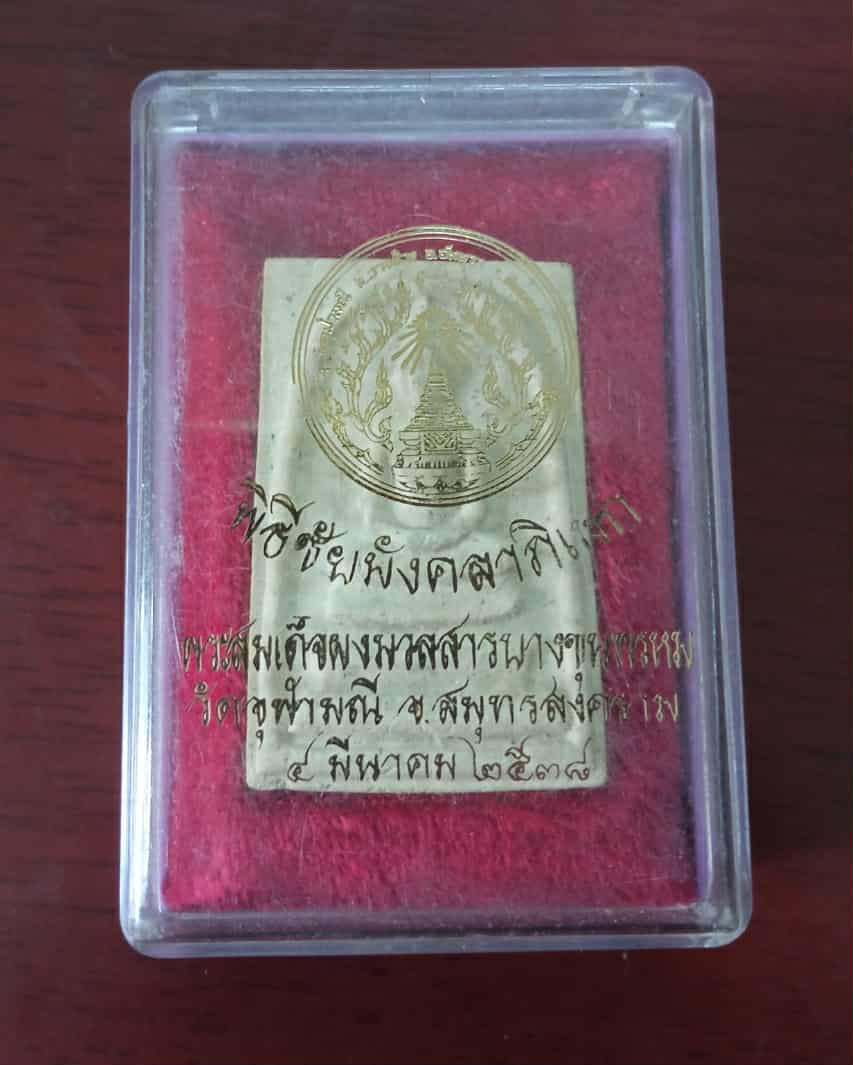 พิธีชัยมังคลาภิเษก
พระสมเด็จผงมวลสารบางขุนพรหม
วัดจุฬามณี จ.สมุทรสงคราม
๔ มีนาคม ๒๕๓๘